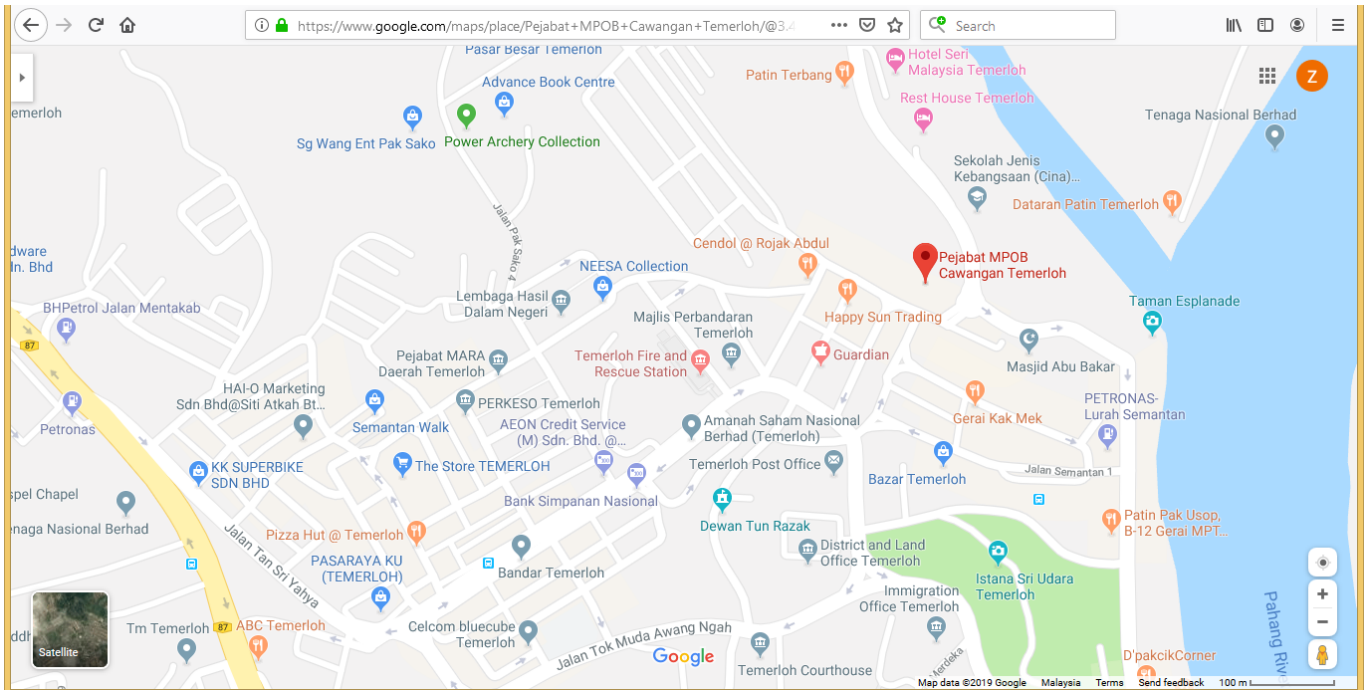 https://www.google.com/maps/place/Pejabat+MPOB+Cawangan+Temerloh/@3.4
Search
Z
Pasar Besar Temerloh
Advance Book Centre
Patin Terbang
Hotel Seri
Malaysia Temerloh
Rest House Temerloh
Tenaga Nasional Berhad
emerloh
Sg Wang Ent Pak Sako
Power Archery Collection
Sekolah Jenis
Kebangsaan (Cina)...
Dataran Patin Temerloh
Jalan Pak Sako 4
Cendol @ Rojak Abdul
dware
dn. Bhd
NEESA Collection
Pejabat MPOB
Cawangan Temerloh
Lembaga Hasil
Dalam Negeri
BHPetrol Jalan Mentakab
Majlis Perbandaran
Temerloh
Happy Sun Trading
Taman Esplanade
87
Pejabat MARA
Daerah Temerloh
Temerloh Fire and
Rescue Station
Guardian
Masjid Abu Bakar
HAI-O Marketing
Sdn Bhd@Siti Atkah Bt...
PERKESO Temerloh
Gerai Kak Mek
PETRONAS-
Lurah Semantan
Petronas
Semantan Walk
AEON Credit Service
(M) Sdn. Bhd. @...
Amanah Saham Nasional
Berhad (Temerloh)
KK SUPERBIKE
SDN BHD
The Store TEMERLOH
Temerloh Post Office
Bazar Temerloh
Jalan Semantan 1
spel Chapel
Bank Simpanan Nasional
enaga Nasional Berhad
Jalan Tan Sri Yahya
Pizza Hut @ Temerloh
Dewan Tun Razak
Patin Pak Usop,
B-12 Gerai MPT...
PASARAYA KU
(TEMERLOH)
Bandar Temerloh
District and Land
Office Temerloh
Istana Sri Udara
Temerloh
Immigration
Office Temerloh
Pahang Rive
Tm Temerloh
87
ABC Temerloh
Celcom bluecube
Temerloh
Jalan Tok Muda Awang Ngah
Merdeka
Satellite
Google
Temerloh Courthouse
D'pakcikCorner
Map data ©2019 Google Malaysia Terms Send feedback 100 m